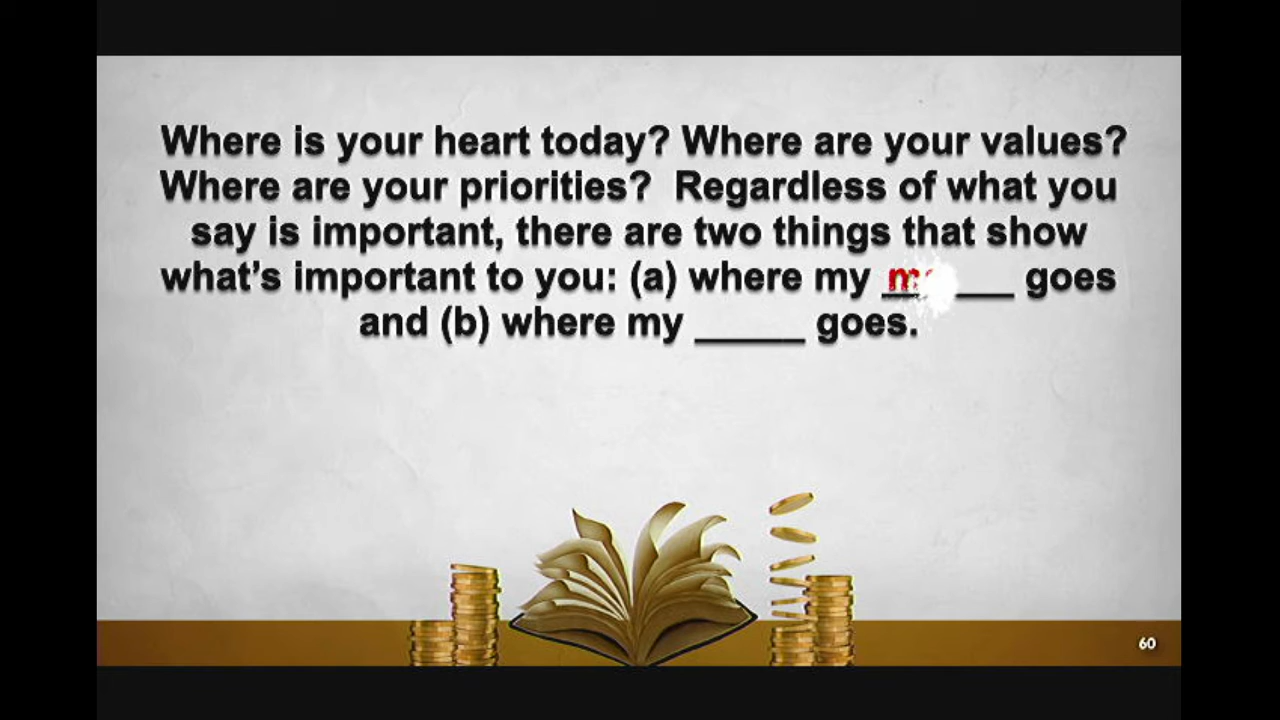 Where is your heart today? Where are your values?
Where are your priorities? Regardless of what you
say is important, there are two things that show
what's important to you: (a) where my ______ goes
and (b) where my _____ goes.
60